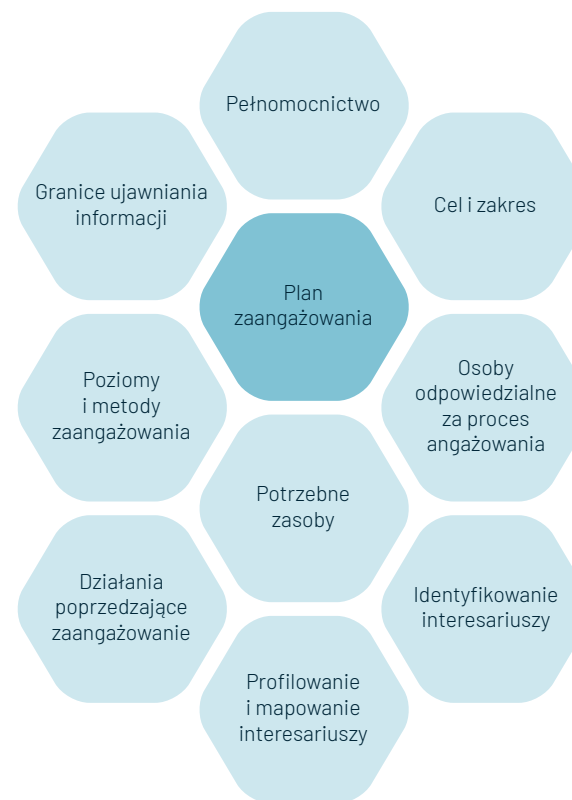 Pełnomocnictwo
Granice ujawniania
informacji
Cel i zakres
Plan
zaangażowania
Poziomy
i metody
zaangażowania
Osoby
odpowiedzialne
za proces
angażowania
Potrzebne
zasoby
Działania
poprzedzające
zaangażowanie
Identyfikowanie
interesariuszy
Profilowanie
i mapowanie
interesariuszy